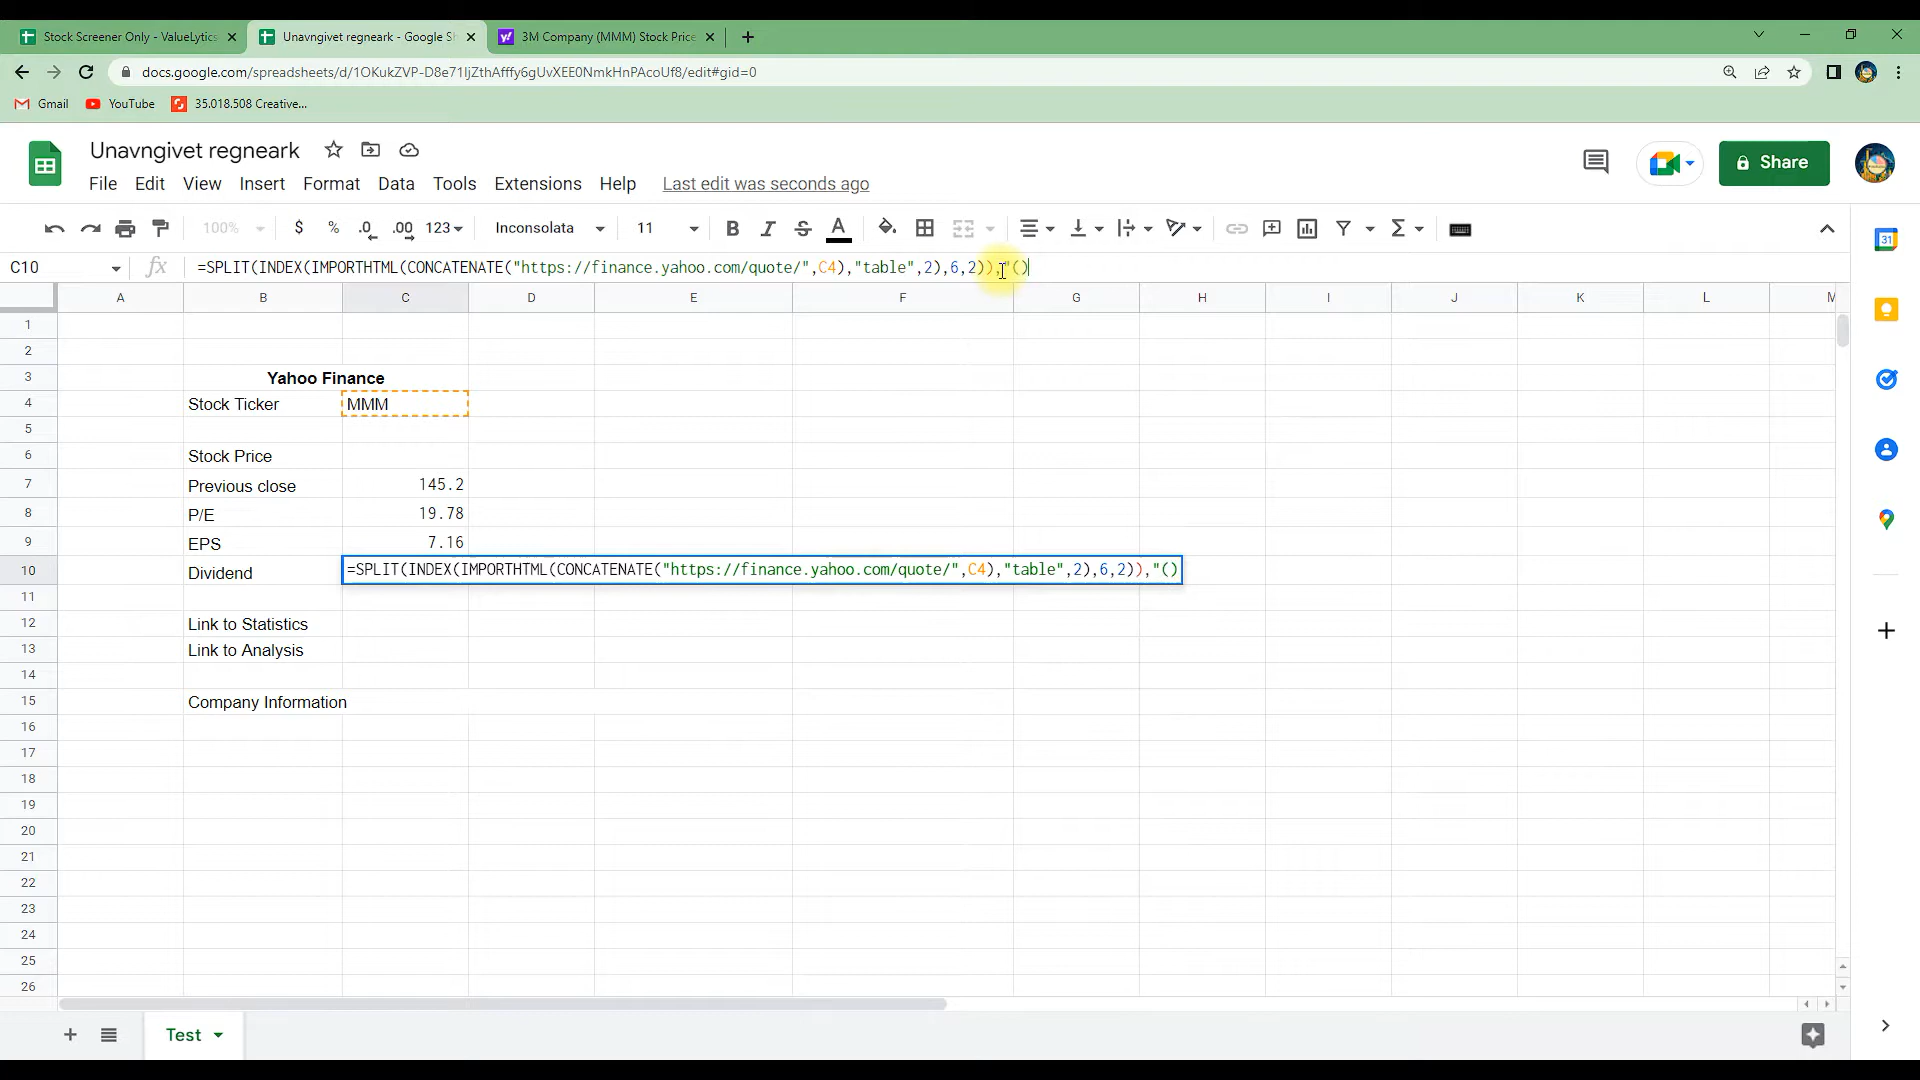 Stock Screener Only - ValueLytics
Unavngivet regneark - Google Sh
3M Company (MMM) Stock Price
docs.google.com/spreadsheets/d/1OKukZVP-D8e71IjZthAfffy6gUvXEE0NmkHnPAcoUf8/edit#gid=0
Gmail YouTube 35.018.508 Creative...
Unavngivet regneark
Share
File Edit View Insert Format Data Tools Extensions Help Last edit was seconds ago
100% $ % .0 .00 123 Inconsolata 11 B I S A Σ
31
C10 fx =SPLIT(INDEX(IMPORTHTML(CONCATENATE("https://finance.yahoo.com/quote/",C4),"table",2),6,2)),"()
A B C D E F G H I J K L M
1
2
3 Yahoo Finance
4 Stock Ticker MMM
5
6 Stock Price
7 Previous close 145.2
8 P/E 19.78
9 EPS 7.16
10 Dividend =SPLIT(INDEX(IMPORTHTML(CONCATENATE("https://finance.yahoo.com/quote/",C4),"table",2),6,2)),"()
11
12 Link to Statistics
13 Link to Analysis
14
15 Company Information
16
17
18
19
20
21
22
23
24
25
26
Test